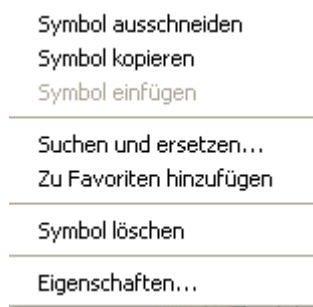 Symbol ausschneiden
Symbol kopieren
Symbol einfügen
Suchen und ersetzen...
Zu Favoriten hinzufügen
Symbol löschen
Eigenschaften...